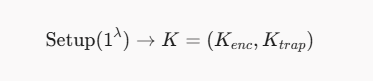 Setup(1^λ) → K = (K_enc, K_trap)